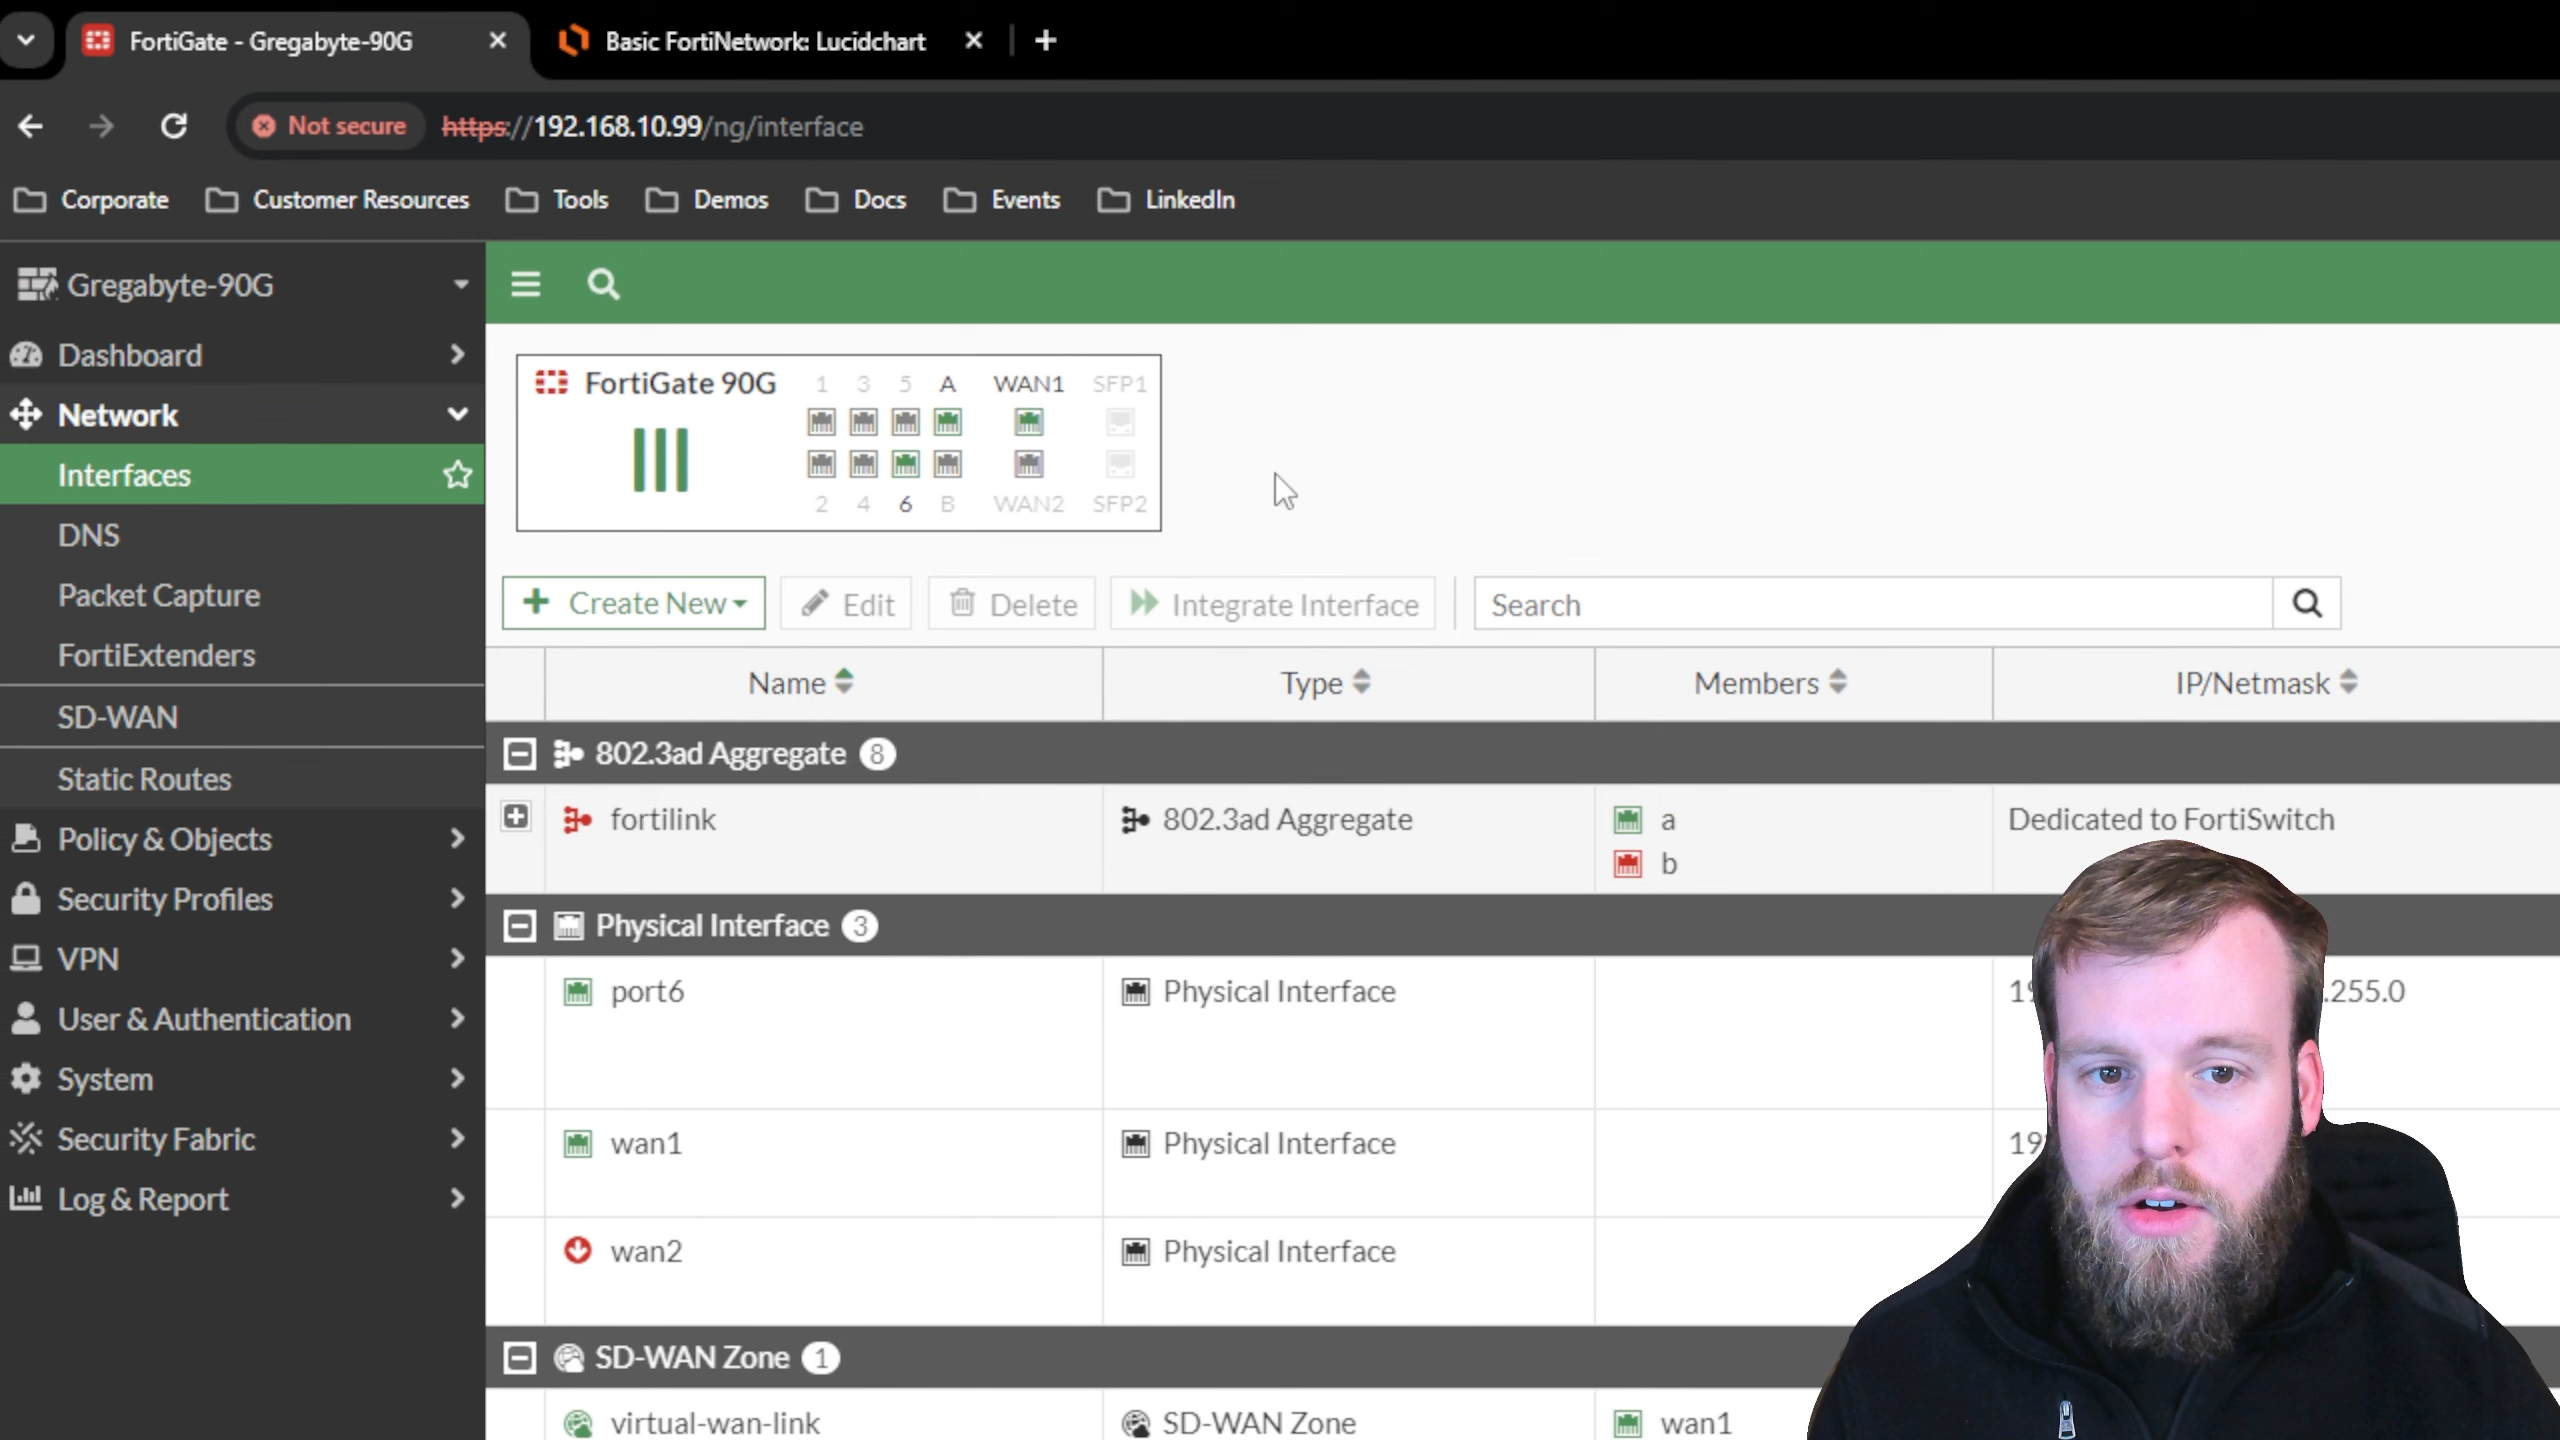 FortiGate - Gregabyte-90G
Basic FortiNetwork: Lucidchart
Not secure https://192.168.10.99/ng/interface
Corporate Customer Resources Tools Demos Docs Events LinkedIn
Gregabyte-90G
Dashboard
Network
Interfaces
DNS
Packet Capture
FortiExtenders
SD-WAN
Static Routes
Policy & Objects
Security Profiles
VPN
User & Authentication
System
Security Fabric
Log & Report
FortiGate 90G 1 3 5 A WAN1 SFP1
2 4 6 B WAN2 SFP2
+ Create New Edit Delete Integrate Interface Search
Name Type Members IP/Netmask
802.3ad Aggregate 8
fortilink 802.3ad Aggregate a Dedicated to FortiSwitch
b
Physical Interface 3
port6 Physical Interface .255.0
wan1 Physical Interface
wan2 Physical Interface
SD-WAN Zone 1
virtual-wan-link SD-WAN Zone wan1